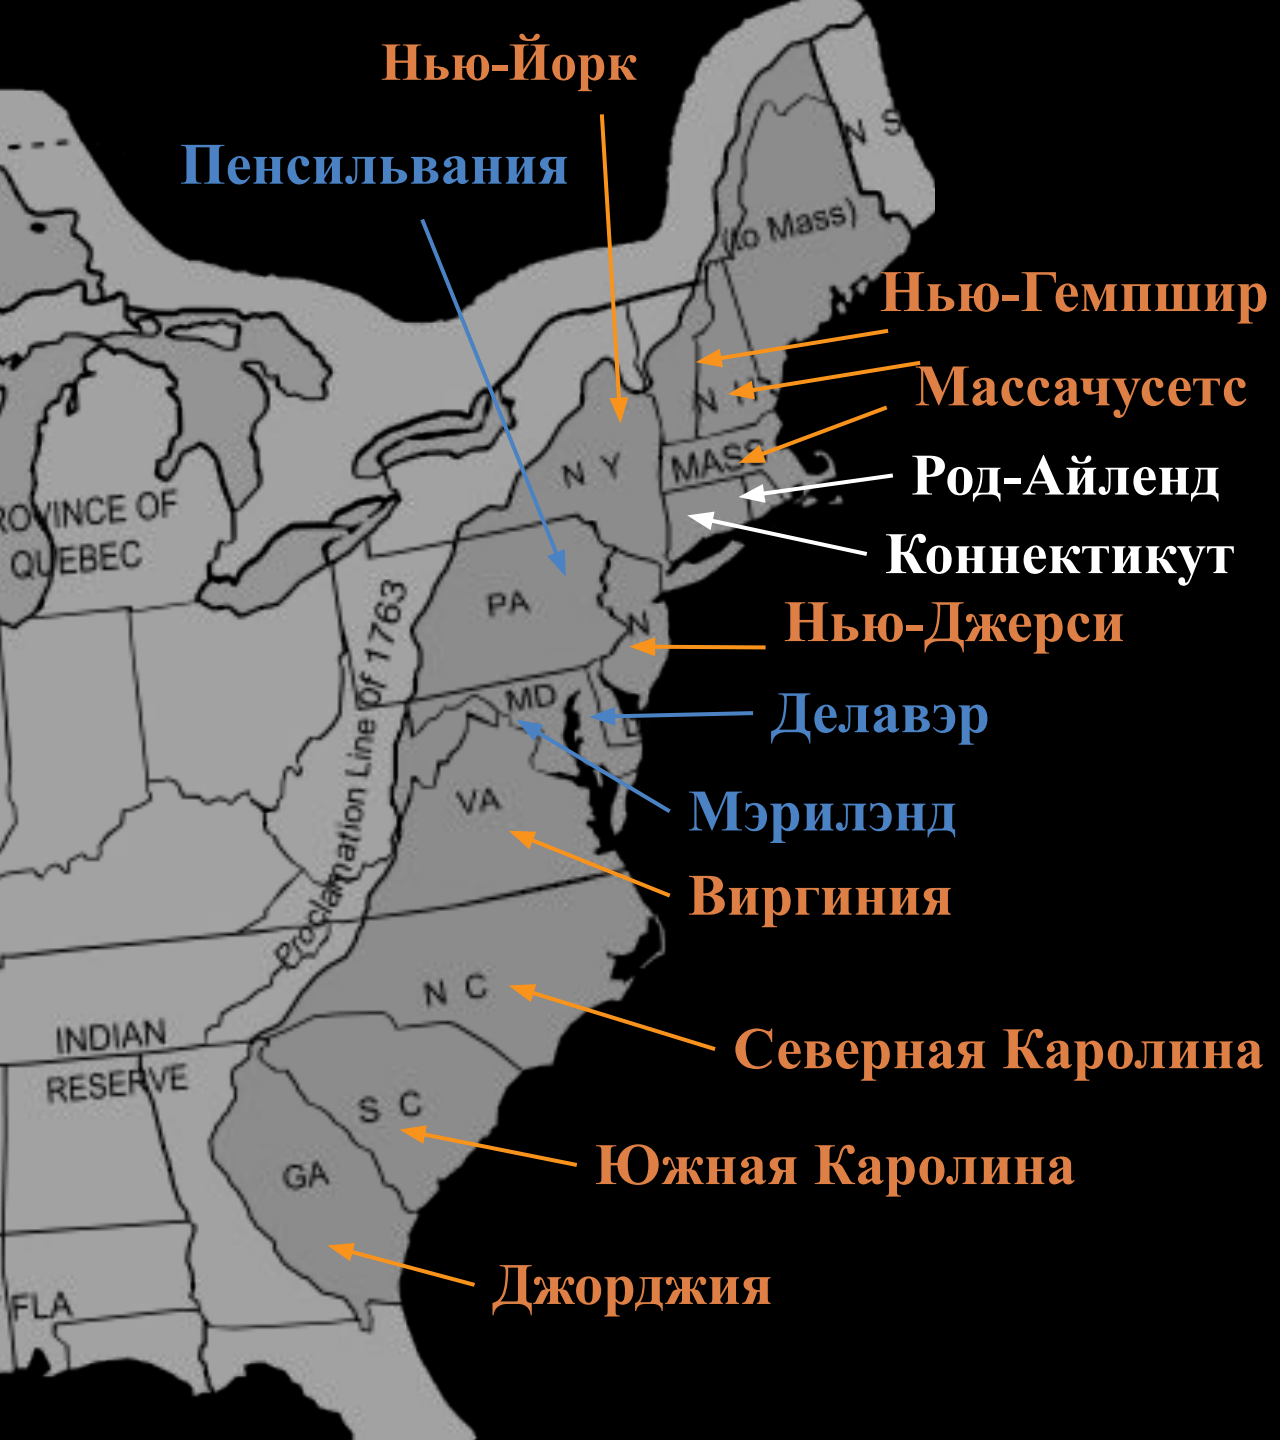 Нью-Йорк
Пенсильвания
N S
(to Mass)
Нью-Гемпшир
Массачусетс
N
N Y
MASS
Род-Айленд
ROVINCE OF
QUEBEC
Коннектикут
PA
N
Нью-Джерси
Proclamation Line of 1763
MD
Делавэр
VA
Мэрилэнд
Виргиния
N C
INDIAN
RESERVE
Северная Каролина
S C
Южная Каролина
GA
Джорджия
FLA